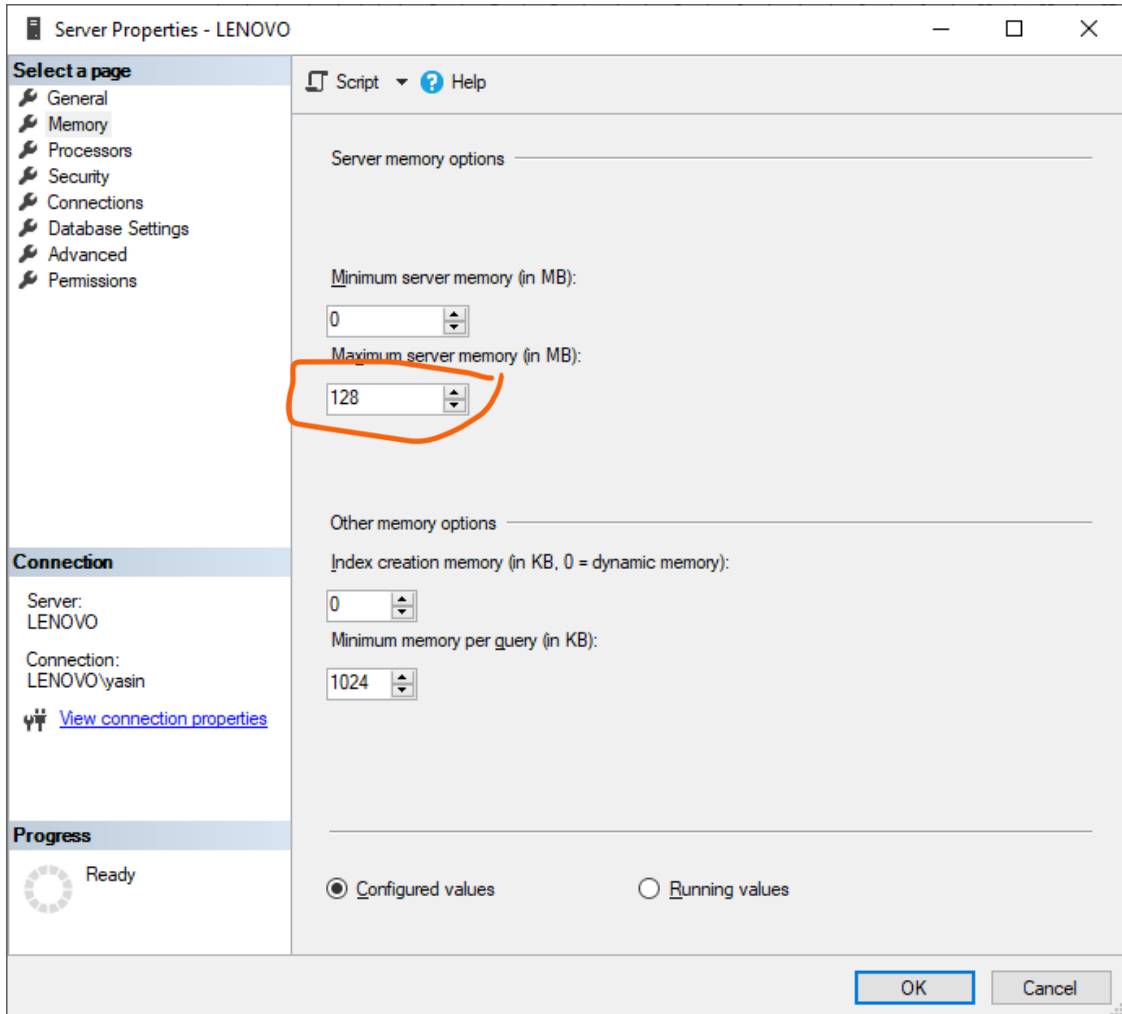 Server Properties - LENOVO
Select a page
General
Memory
Processors
Security
Connections
Database Settings
Advanced
Permissions
Script
Help
Server memory options
Minimum server memory (in MB):
0
Maximum server memory (in MB):
128
Other memory options
Index creation memory (in KB, 0 = dynamic memory):
0
Minimum memory per query (in KB):
1024
Connection
Server:
LENOVO
Connection:
LENOVO\yasin
View connection properties
Progress
Ready
Configured values
Running values
OK
Cancel